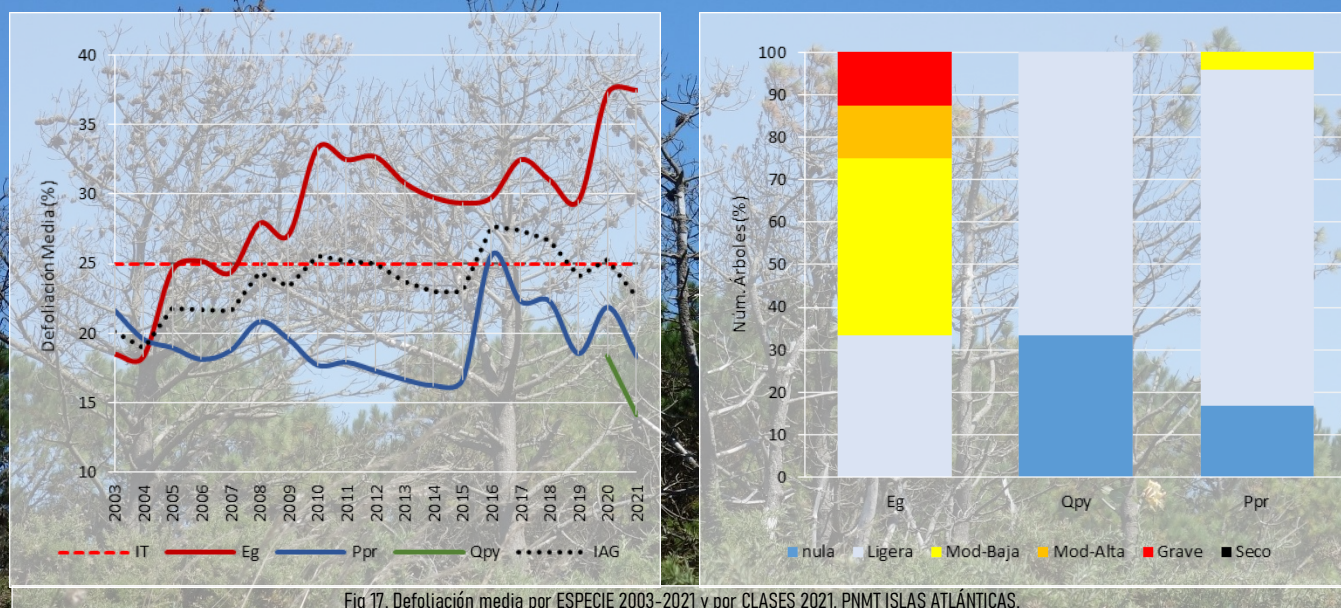 40
35
30
25
20
15
10
Defoliación Media (%)
2003 2004 2005 2006 2007 2008 2009 2010 2011 2012 2013 2014 2015 2016 2017 2018 2019 2020 2021
IT Eg Ppr Qpy IAG
100
90
80
70
60
50
40
30
20
10
0
Núm. Árboles (%)
Eg Qpy Ppr
nula Ligera Mod-Baja Mod-Alta Grave Seco
Fig 17. Defoliación media por ESPECIE 2003-2021 y por CLASES 2021. PNMT ISLAS ATLÁNTICAS.